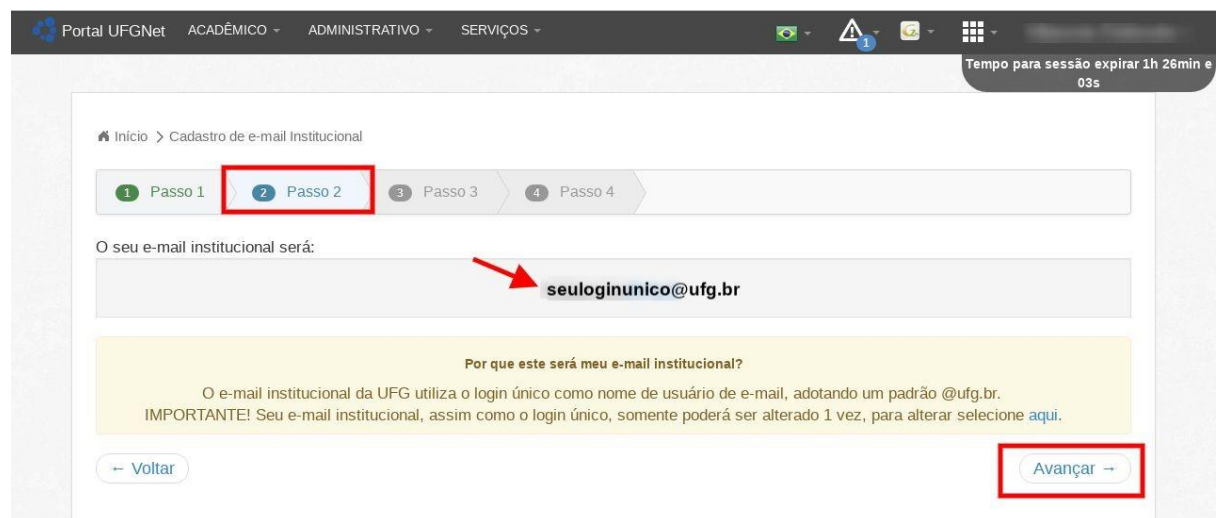 Portal UFGNet ACADÊMICO ADMINISTRATIVO SERVIÇOS 1
Tempo para sessão expirar 1h 26min e
03s
Início > Cadastro de e-mail Institucional
1 Passo 1 2 Passo 2 3 Passo 3 4 Passo 4
O seu e-mail institucional será:
seuloginunico@ufg.br
Por que este será meu e-mail institucional?
O e-mail institucional da UFG utiliza o login único como nome de usuário de e-mail, adotando um padrão @ufg.br.
IMPORTANTE! Seu e-mail institucional, assim como o login único, somente poderá ser alterado 1 vez, para alterar selecione aqui.
← Voltar Avançar →